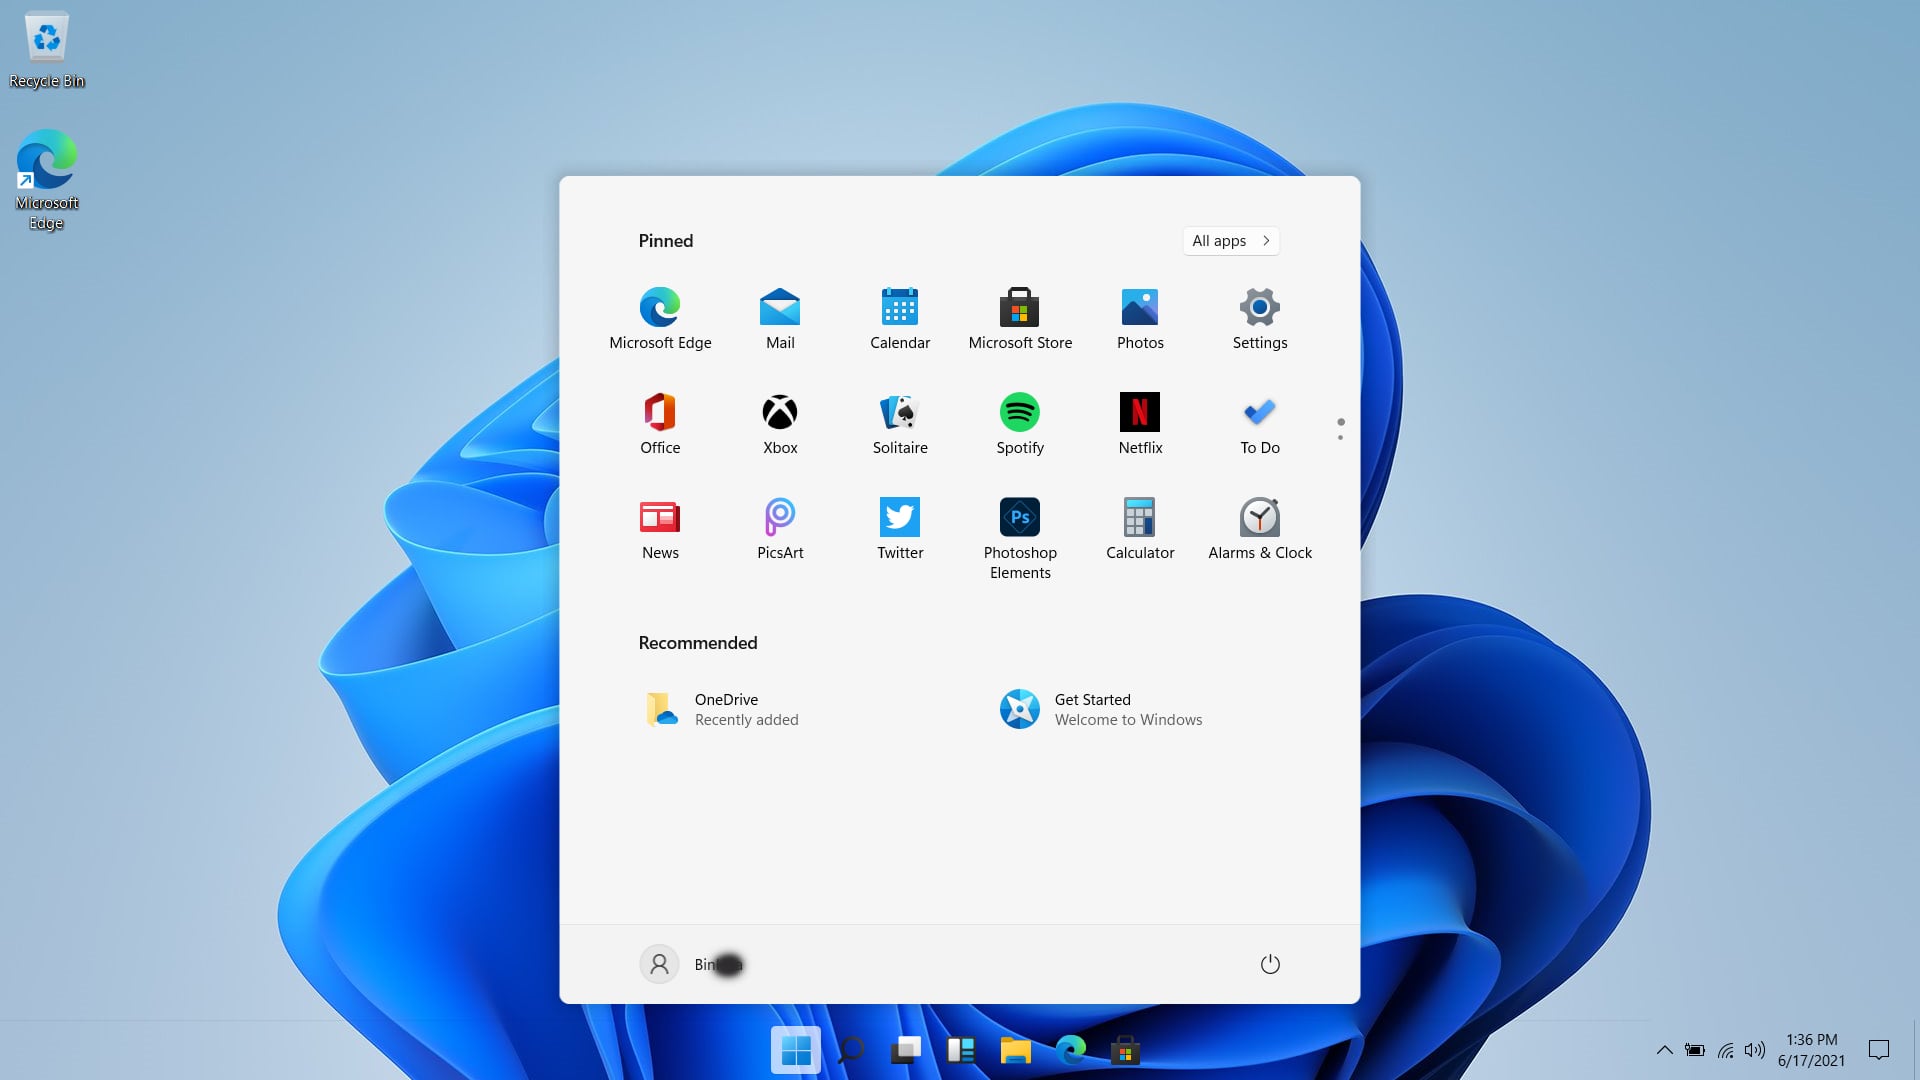 Recycle Bin
Microsoft
Edge
Pinned
All apps
Microsoft Edge
Mail
Calendar
Microsoft Store
Photos
Settings
Office
Xbox
Solitaire
Spotify
Netflix
To Do
News
PicsArt
Twitter
Ps
Photoshop
Elements
Calculator
Alarms & Clock
Recommended
OneDrive
Recently added
Get Started
Welcome to Windows
1:36 PM
6/17/2021